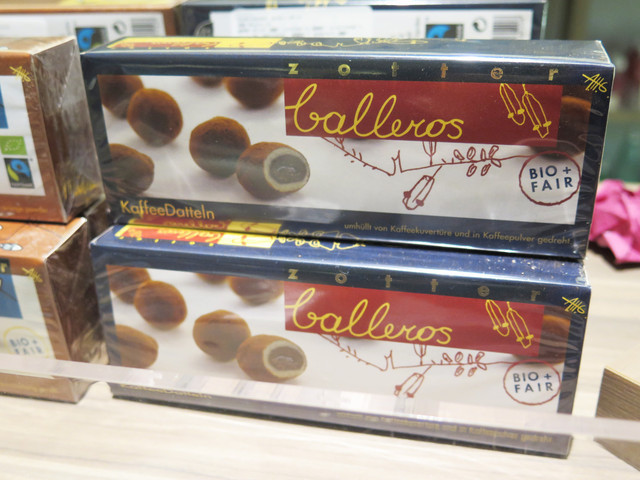 zotter
balleros
BIO +
FAIR
KaffeeDatteln
umhüllt von Kaffeekuvertüre und in Kaffeepulver gedreht
zotter
balleros
BIO +
FAIR